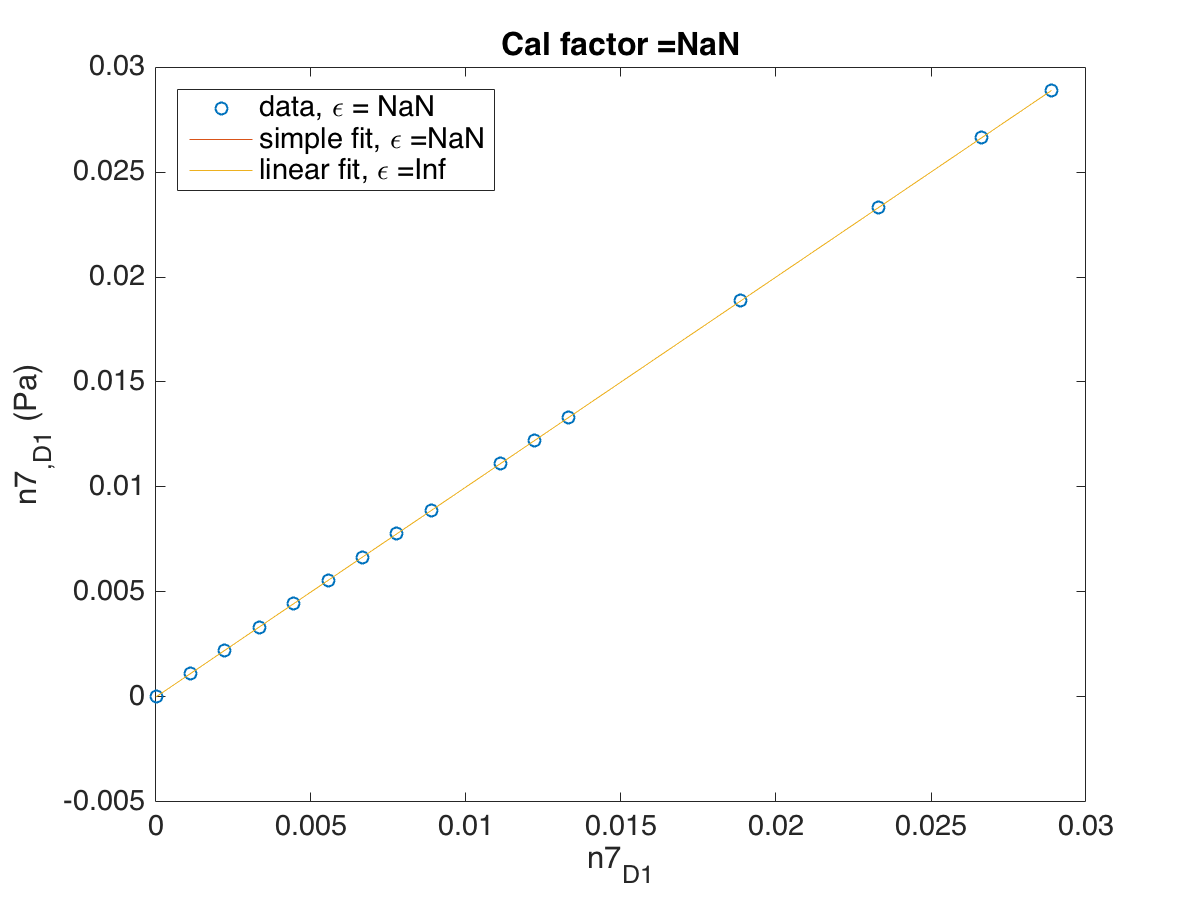 Cal factor =NaN
data, ϵ = NaN
simple fit, ϵ =NaN
linear fit, ϵ =Inf
0.03
0.025
0.02
0.015
0.01
0.005
0
-0.005
n7,D1 (Pa)
0 0.005 0.01 0.015 0.02 0.025 0.03
n7D1